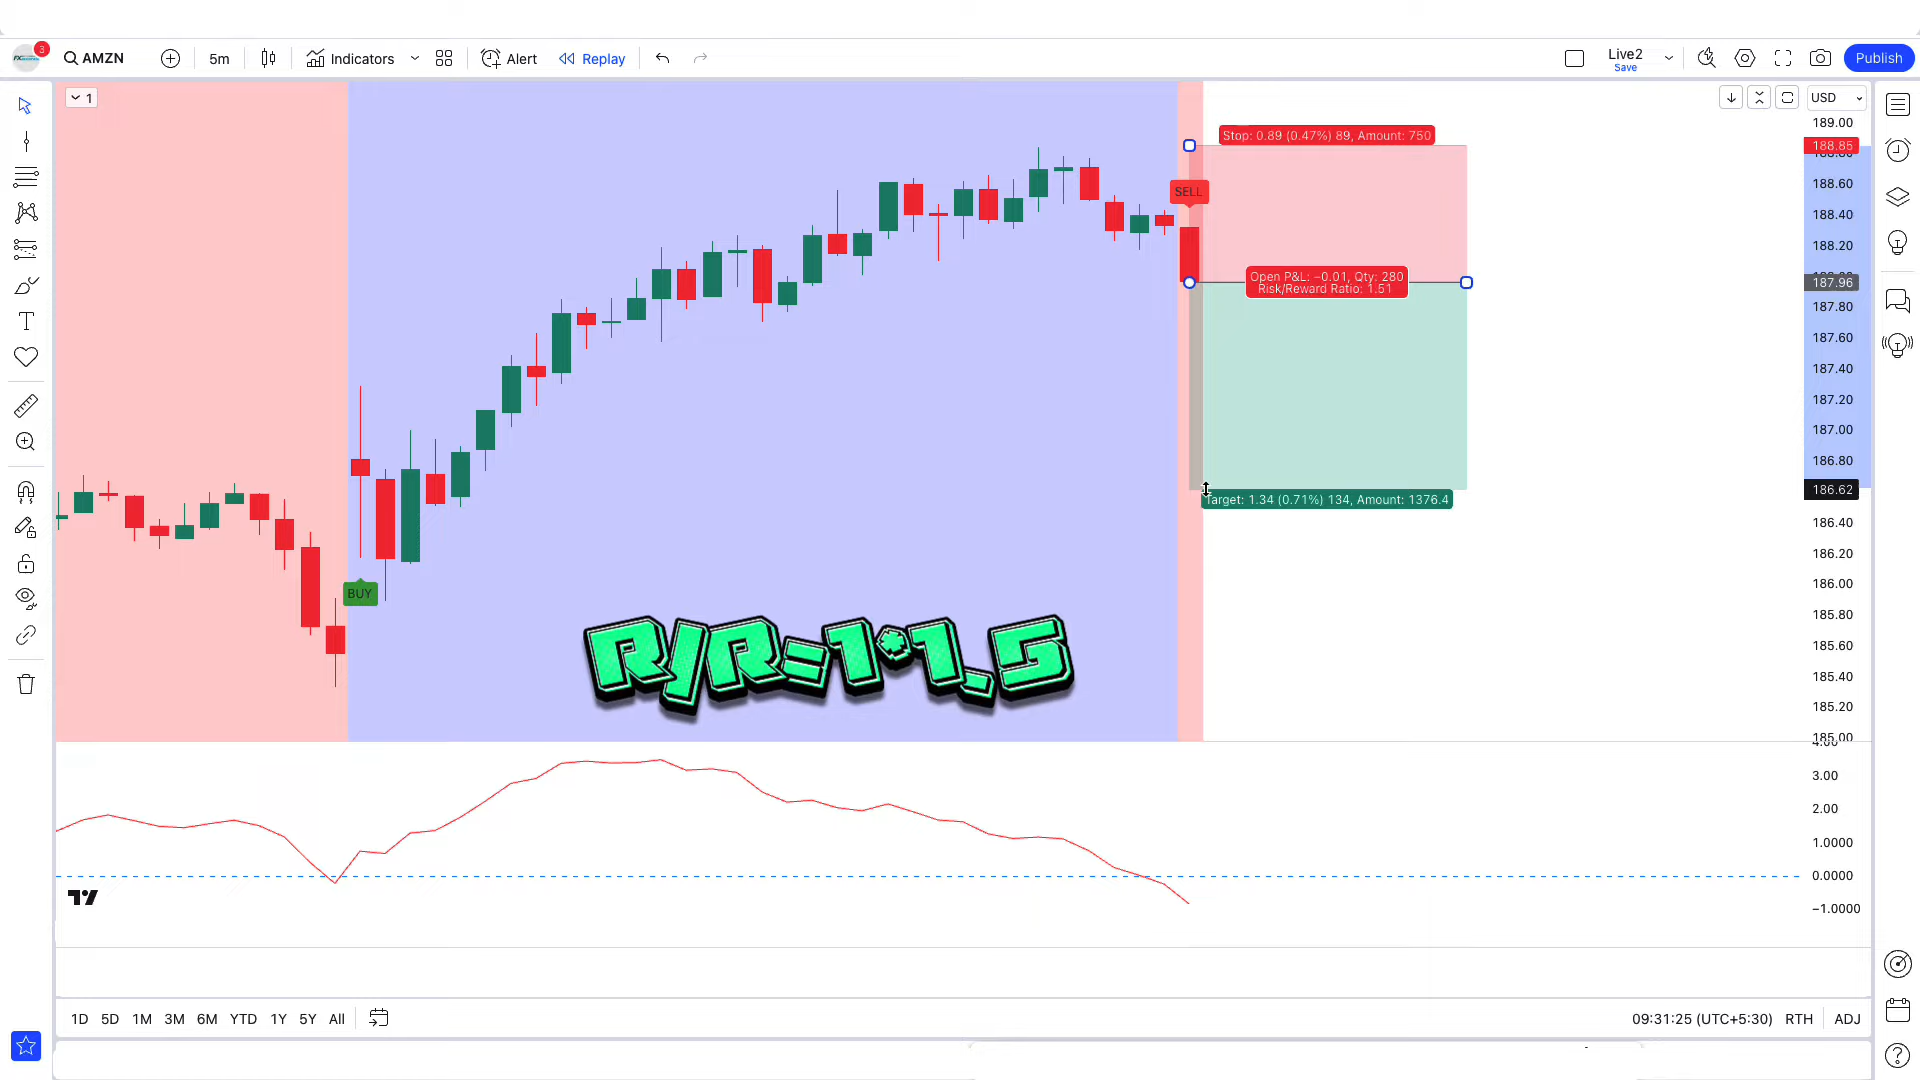 3
AMZN
5m
Indicators
Alert
Replay
Live2
Save
Publish
1
USD
189.00
188.85
188.60
188.40
188.20
187.96
187.80
187.60
187.40
187.20
187.00
186.80
186.62
186.40
186.20
186.00
185.80
185.60
185.40
185.20
185.00
Stop: 0.89 (0.47%) 89, Amount: 750
SELL
Open P&L: −0.01, Qty: 280
Risk/Reward Ratio: 1.51
Target: 1.34 (0.71%) 134, Amount: 1376.4
BUY
R/R=1*1.5
4.00
3.00
2.00
1.0000
0.0000
−1.0000
1D 5D 1M 3M 6M YTD 1Y 5Y All
09:31:25 (UTC+5:30) RTH ADJ